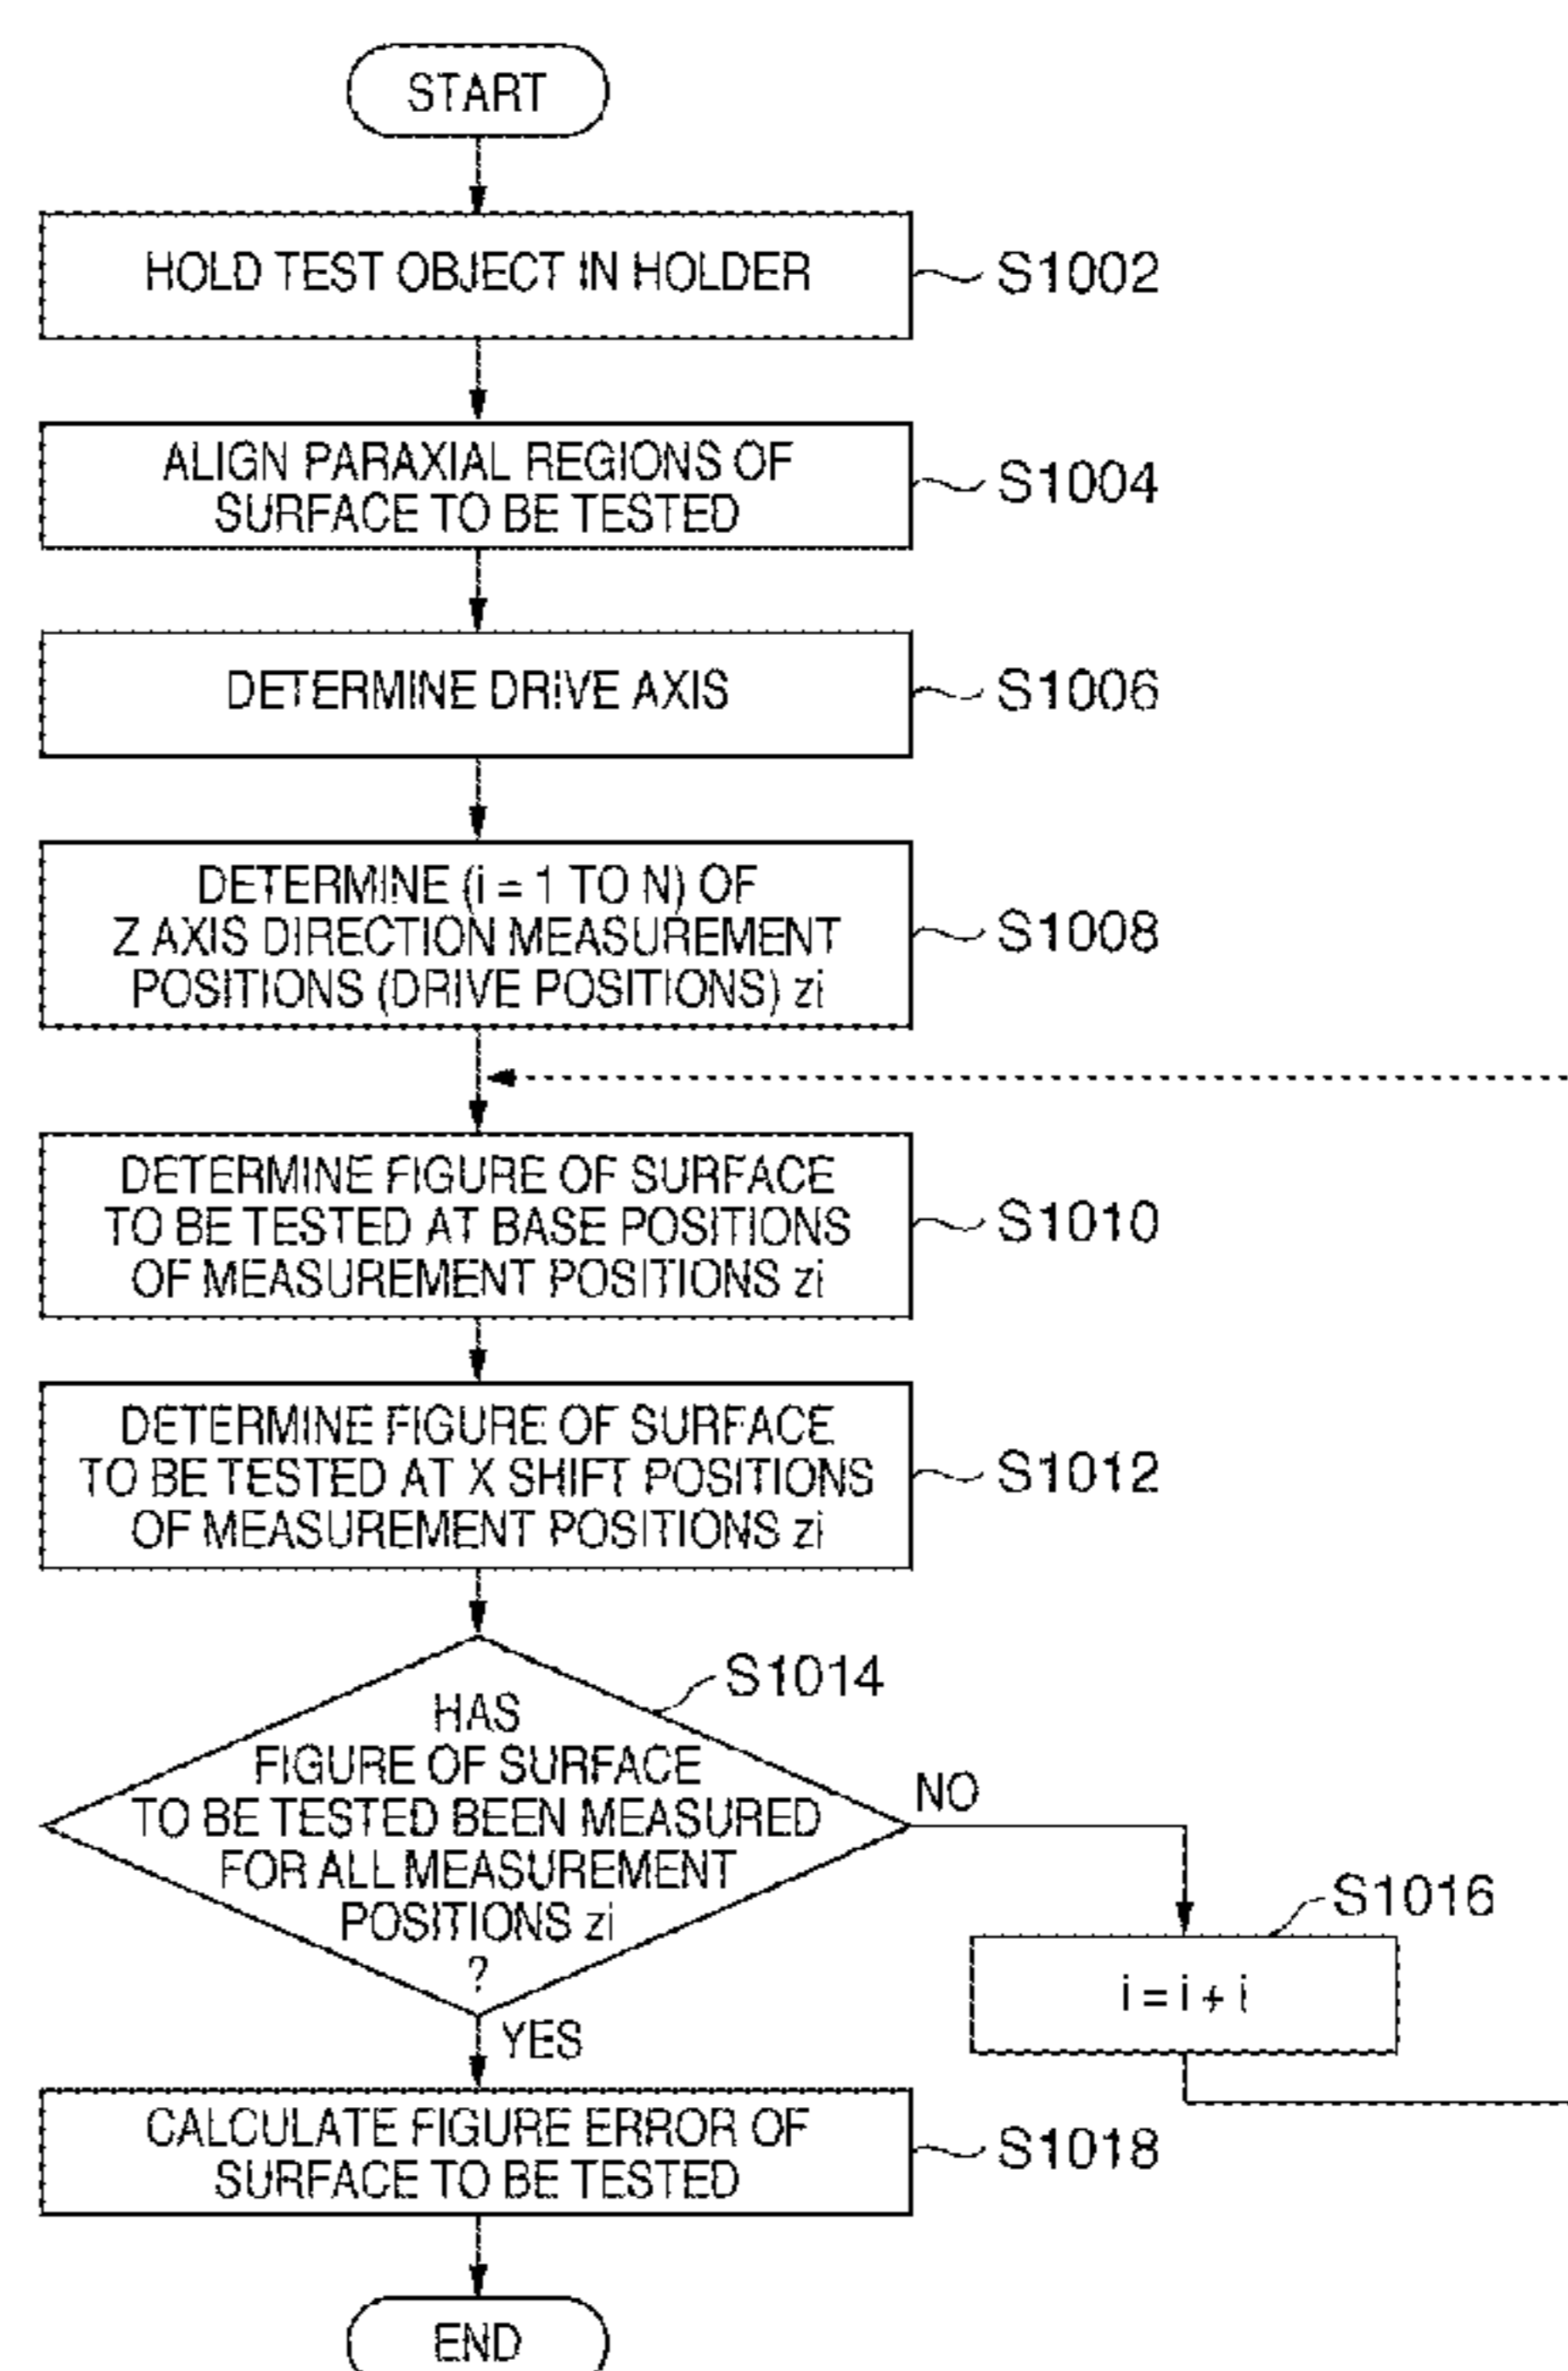 START
HOLD TEST OBJECT IN HOLDER
S1002
ALIGN PARAXIAL REGIONS OF
SURFACE TO BE TESTED
S1004
DETERMINE DRIVE AXIS
S1006
DETERMINE (i = 1 TO N) OF
Z AXIS DIRECTION MEASUREMENT
POSITIONS (DRIVE POSITIONS) zi
S1008
DETERMINE FIGURE OF SURFACE
TO BE TESTED AT BASE POSITIONS
OF MEASUREMENT POSITIONS zi
S1010
DETERMINE FIGURE OF SURFACE
TO BE TESTED AT X SHIFT POSITIONS
OF MEASUREMENT POSITIONS zi
S1012
S1014
HAS
FIGURE OF SURFACE
TO BE TESTED BEEN MEASURED
FOR ALL MEASUREMENT
POSITIONS zi
?
NO
S1016
i = i + i
YES
CALCULATE FIGURE ERROR OF
SURFACE TO BE TESTED
S1018
END